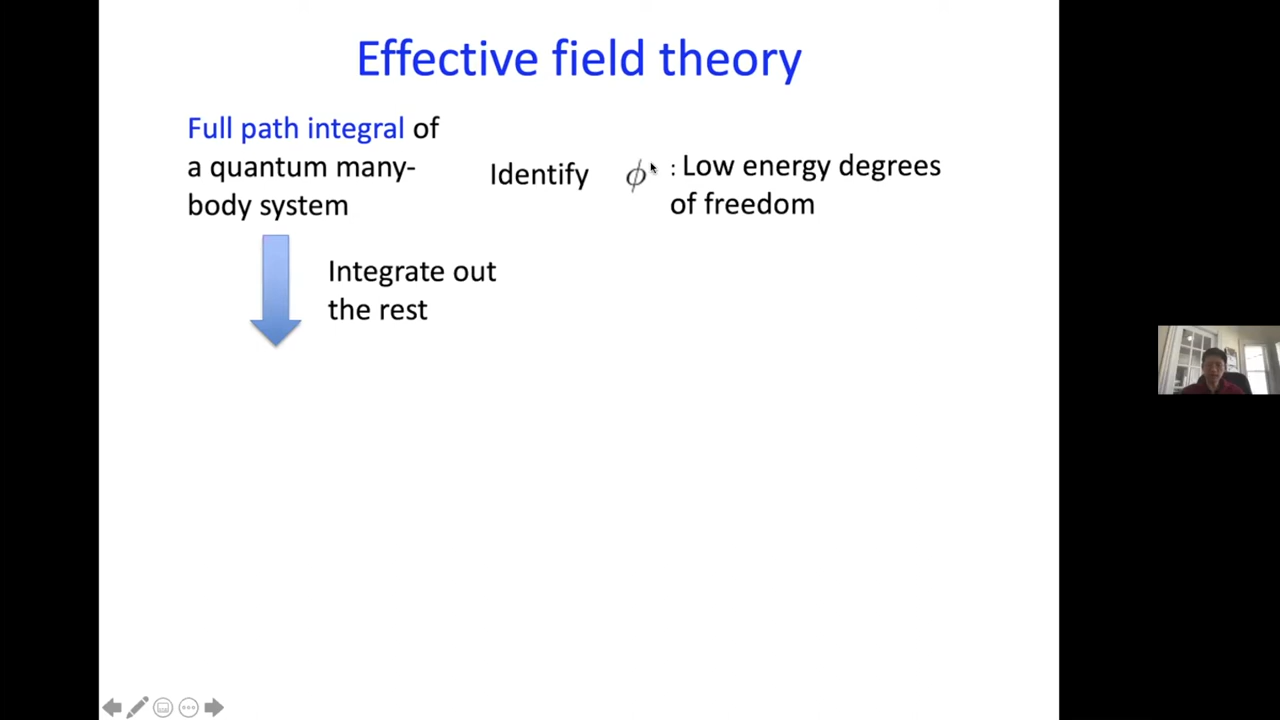 Effective field theory
Full path integral of
a quantum many-
body system
Identify ϕ : Low energy degrees
of freedom
Integrate out
the rest